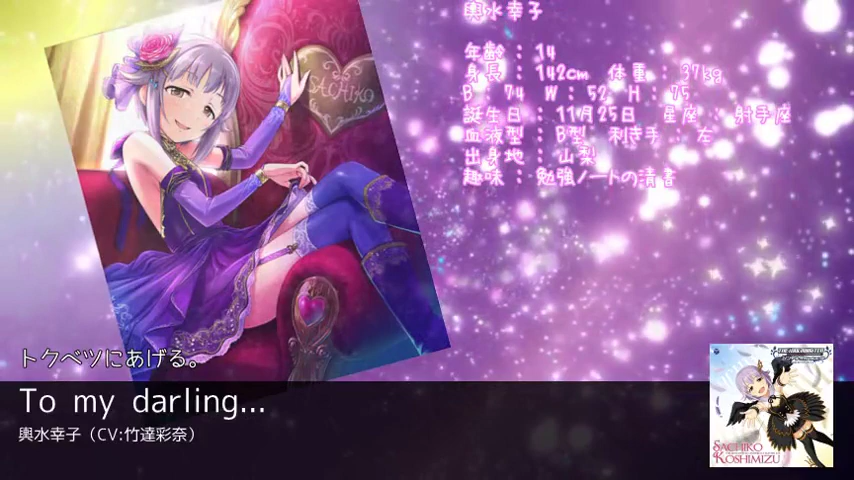 輿水幸子
年齢 : 14
身長 : 142cm 体重 : 37kg
B : 74 W : 52 H : 75
誕生日 : 11月25日 星座 : 射手座
血液型 : B型 利き手 : 左
出身地 : 山梨
趣味 : 勉強ノートの清書
SACHIKO
トクベツにあげる。
To my darling…
輿水幸子（CV:竹達彩奈）
THE IDOLM@STER
SACHIKO
KOSHIMIZU